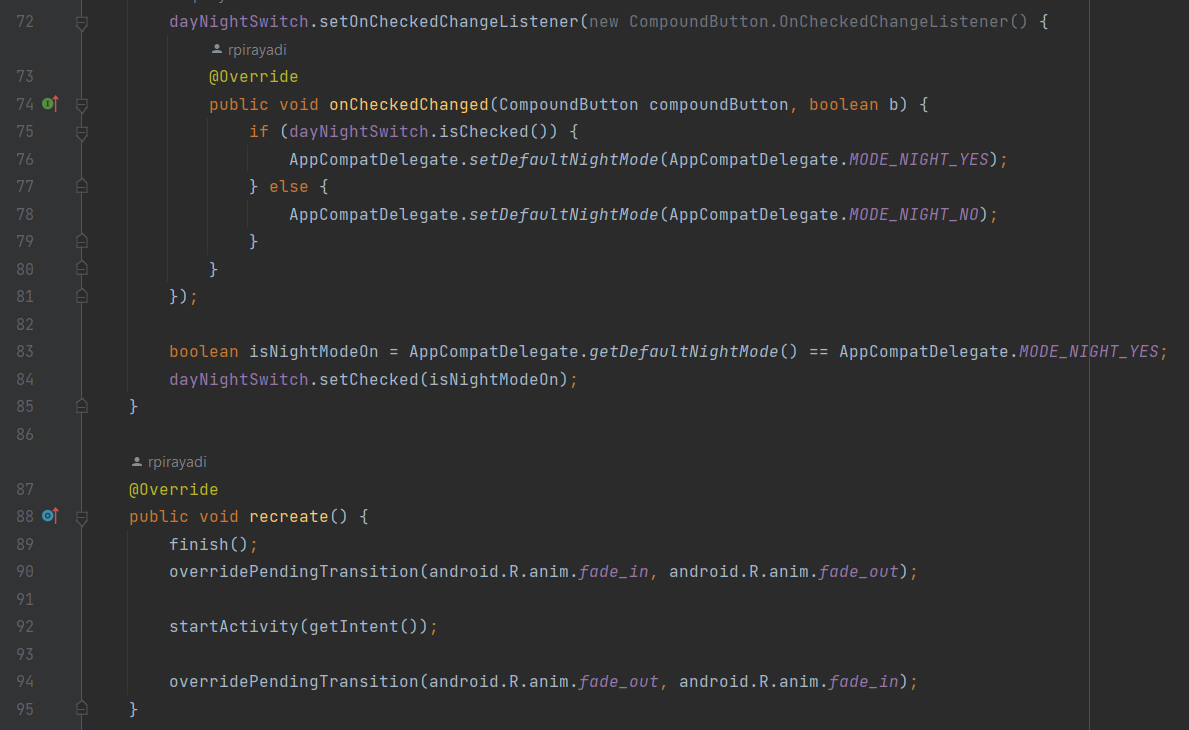 72 dayNightSwitch.setOnCheckedChangeListener(new CompoundButton.OnCheckedChangeListener() {
rpirayadi
73 @Override
74 public void onCheckedChanged(CompoundButton compoundButton, boolean b) {
75 if (dayNightSwitch.isChecked()) {
76 AppCompatDelegate.setDefaultNightMode(AppCompatDelegate.MODE_NIGHT_YES);
77 } else {
78 AppCompatDelegate.setDefaultNightMode(AppCompatDelegate.MODE_NIGHT_NO);
79 }
80 }
81 });
82
83 boolean isNightModeOn = AppCompatDelegate.getDefaultNightMode() == AppCompatDelegate.MODE_NIGHT_YES;
84 dayNightSwitch.setChecked(isNightModeOn);
85 }
86
rpirayadi
87 @Override
88 public void recreate() {
89 finish();
90 overridePendingTransition(android.R.anim.fade_in, android.R.anim.fade_out);
91
92 startActivity(getIntent());
93
94 overridePendingTransition(android.R.anim.fade_out, android.R.anim.fade_in);
95 }